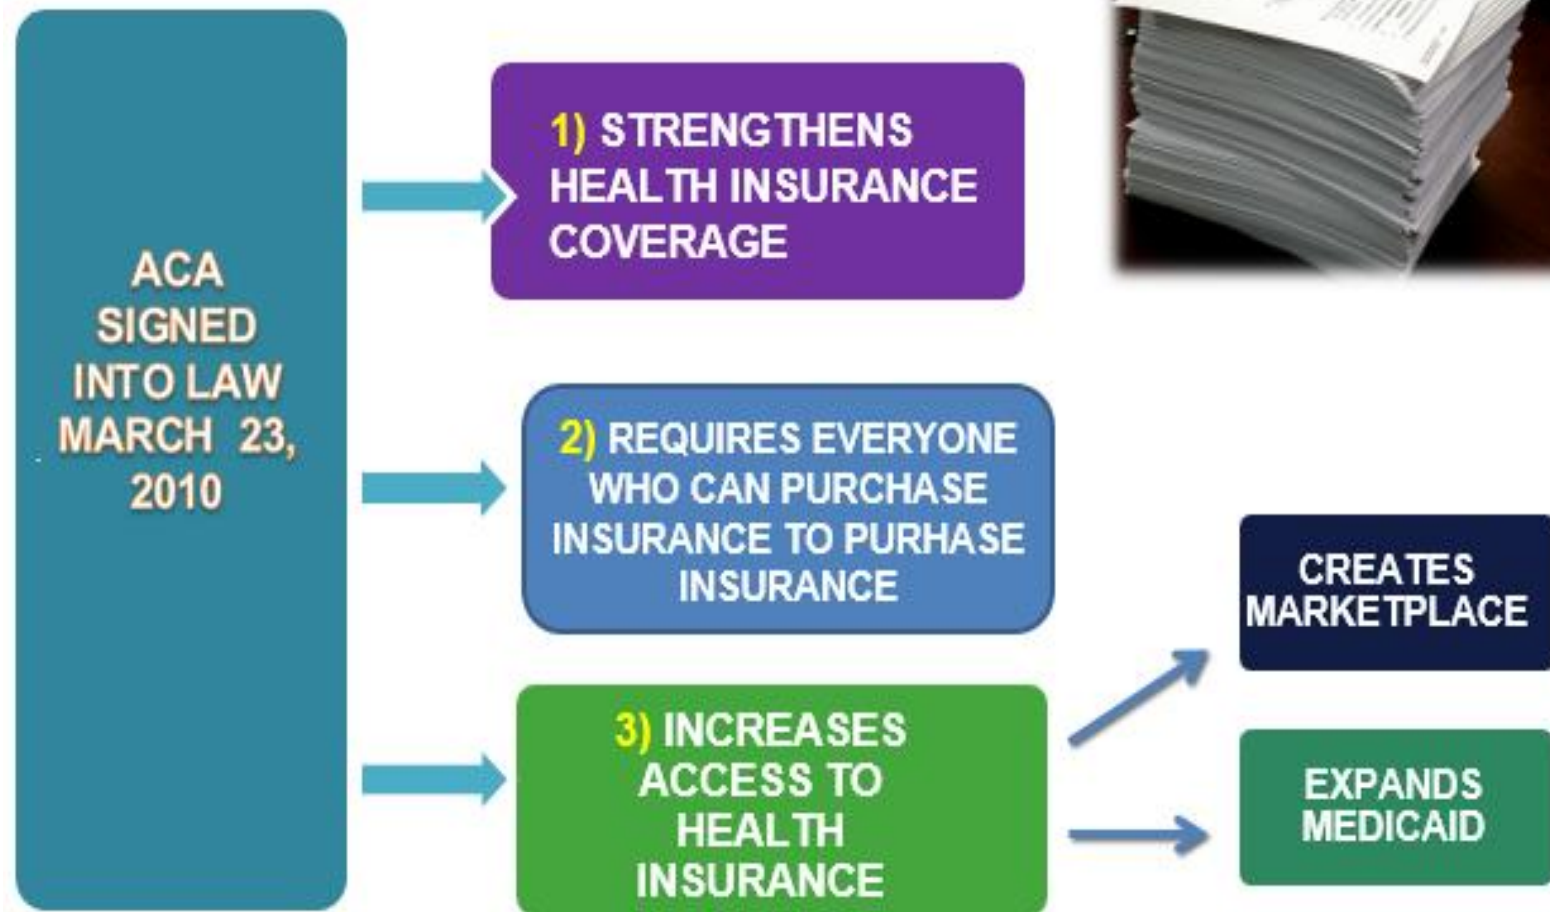 ACA
SIGNED
INTO LAW
MARCH 23,
2010
1) STRENGTHENS
HEALTH INSURANCE
COVERAGE
2) REQUIRES EVERYONE
WHO CAN PURCHASE
INSURANCE TO PURHASE
INSURANCE
3) INCREASES
ACCESS TO
HEALTH
INSURANCE
CREATES
MARKETPLACE
EXPANDS
MEDICAID